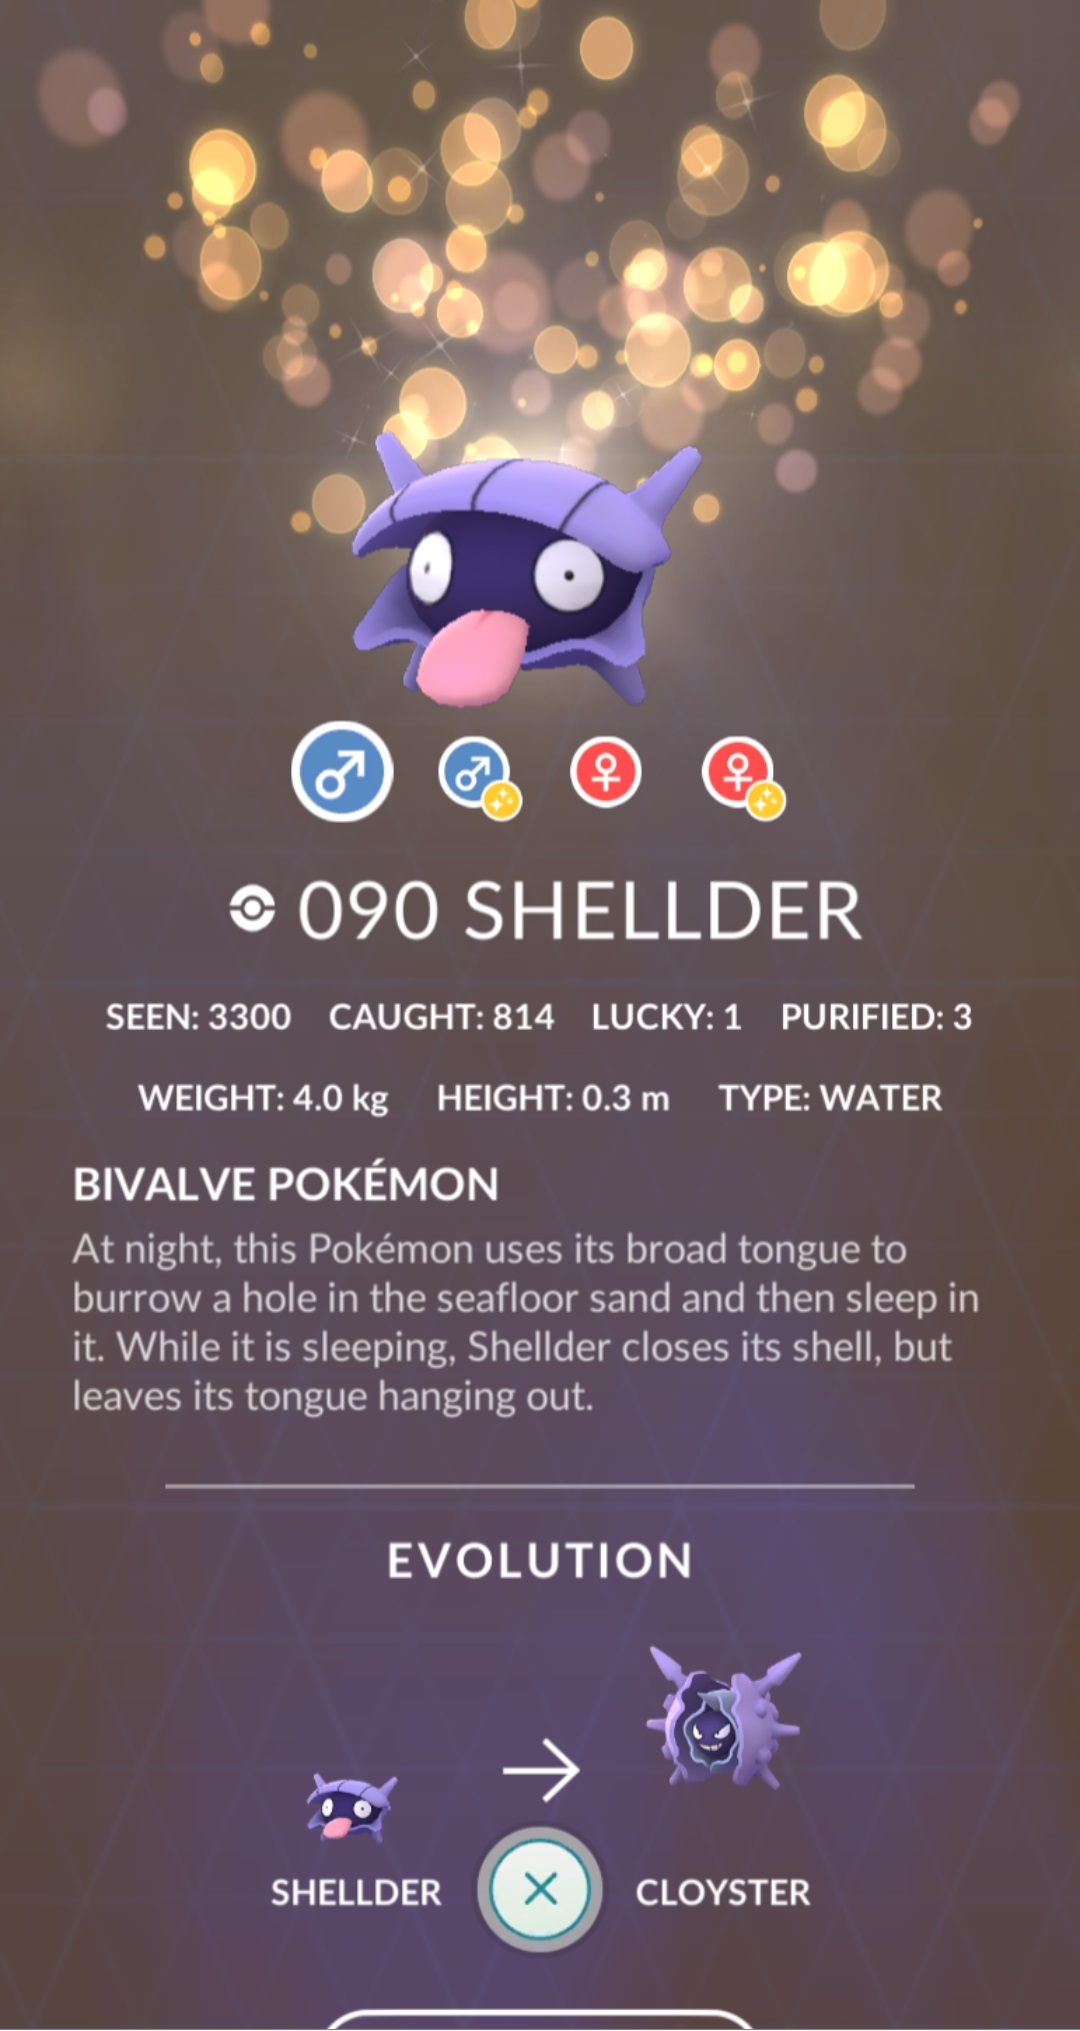 090 SHELLDER
SEEN: 3300 CAUGHT: 814 LUCKY: 1 PURIFIED: 3
WEIGHT: 4.0 kg HEIGHT: 0.3 m TYPE: WATER
BIVALVE POKÉMON
At night, this Pokémon uses its broad tongue to
burrow a hole in the seafloor sand and then sleep in
it. While it is sleeping, Shellder closes its shell, but
leaves its tongue hanging out.
EVOLUTION
SHELLDER CLOYSTER